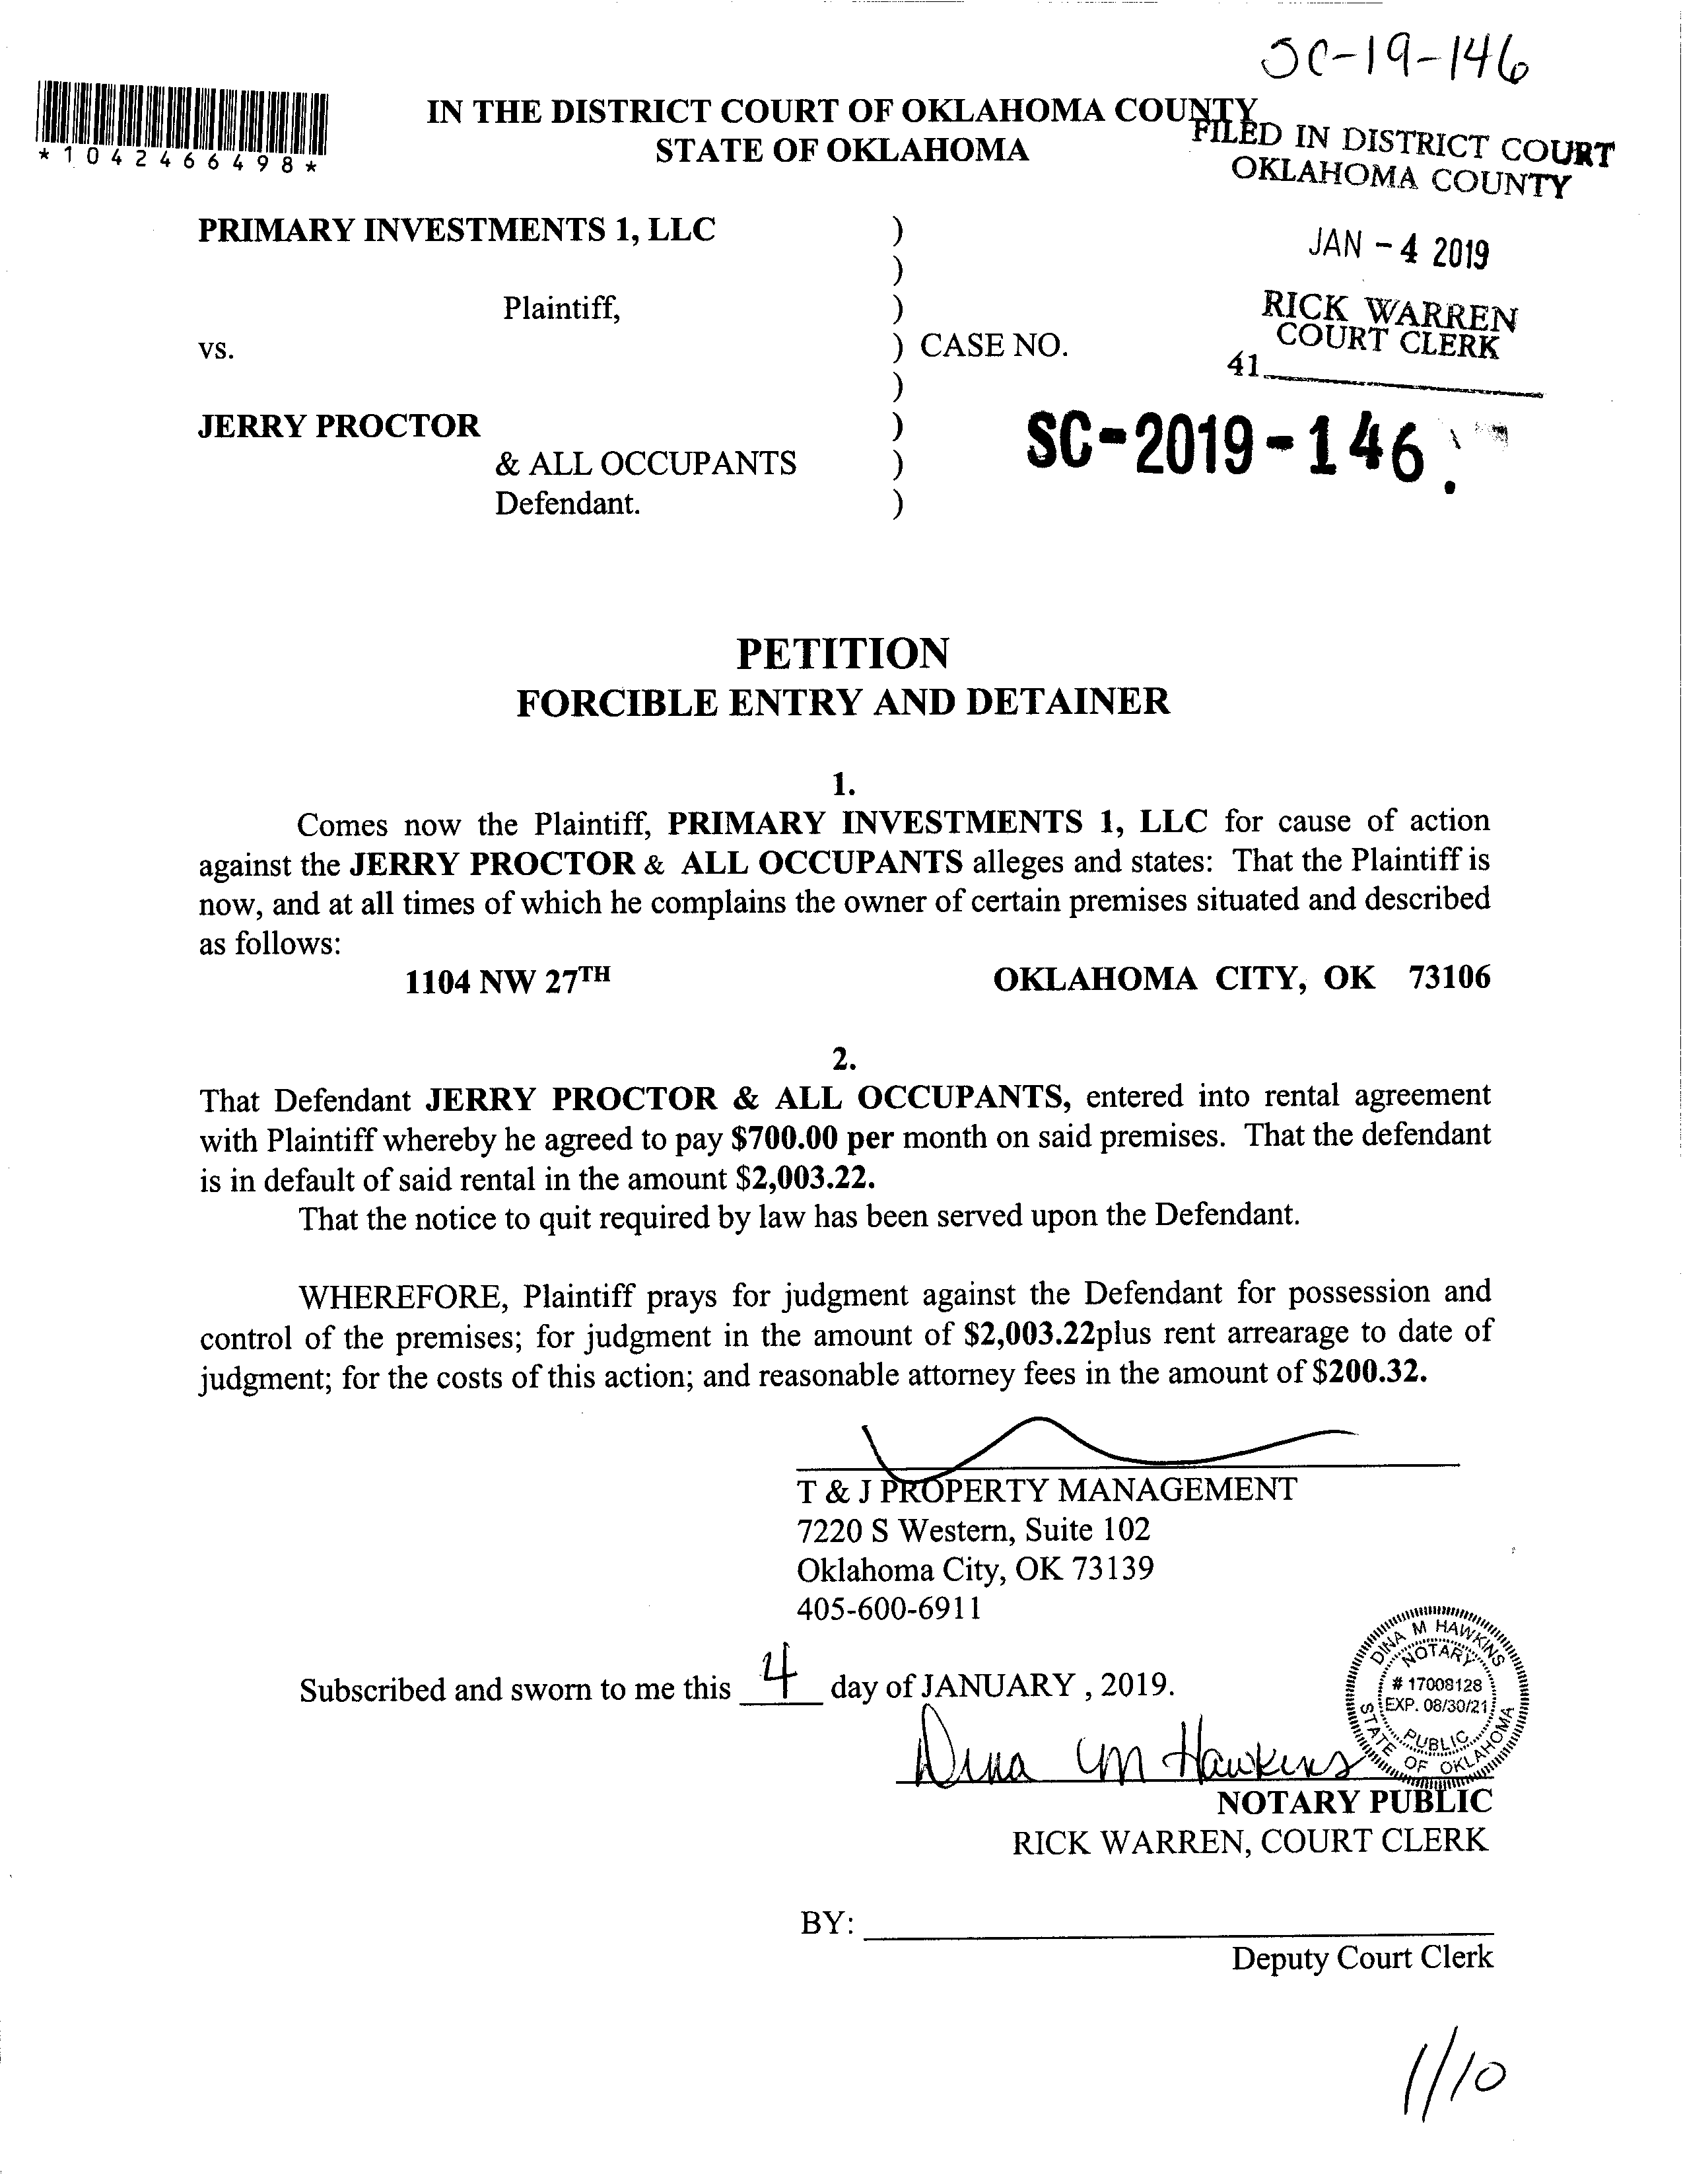 SC-19-146
*1042466498*
IN THE DISTRICT COURT OF OKLAHOMA COUNTY
STATE OF OKLAHOMA
FILED IN DISTRICT COURT
OKLAHOMA COUNTY
JAN - 4 2019
RICK WARREN
COURT CLERK
41
PRIMARY INVESTMENTS 1, LLC )
)
Plaintiff, )
vs. ) CASE NO.
)
JERRY PROCTOR )
& ALL OCCUPANTS )
Defendant. )
SC-2019-146
PETITION
FORCIBLE ENTRY AND DETAINER
1.
Comes now the Plaintiff, PRIMARY INVESTMENTS 1, LLC for cause of action
against the JERRY PROCTOR & ALL OCCUPANTS alleges and states: That the Plaintiff is
now, and at all times of which he complains the owner of certain premises situated and described
as follows:
1104 NW 27TH OKLAHOMA CITY, OK 73106
2.
That Defendant JERRY PROCTOR & ALL OCCUPANTS, entered into rental agreement
with Plaintiff whereby he agreed to pay $700.00 per month on said premises. That the defendant
is in default of said rental in the amount $2,003.22.
That the notice to quit required by law has been served upon the Defendant.
WHEREFORE, Plaintiff prays for judgment against the Defendant for possession and
control of the premises; for judgment in the amount of $2,003.22plus rent arrearage to date of
judgment; for the costs of this action; and reasonable attorney fees in the amount of $200.32.
T & J PROPERTY MANAGEMENT
7220 S Western, Suite 102
Oklahoma City, OK 73139
405-600-6911
Subscribed and sworn to me this 4 day of JANUARY , 2019.
DINA M HAWKINS
NOTARY
# 17008128
EXP. 08/30/21
PUBLIC
STATE OF OKLAHOMA
Dina M Hawkins
NOTARY PUBLIC
RICK WARREN, COURT CLERK
BY:
Deputy Court Clerk
1/10